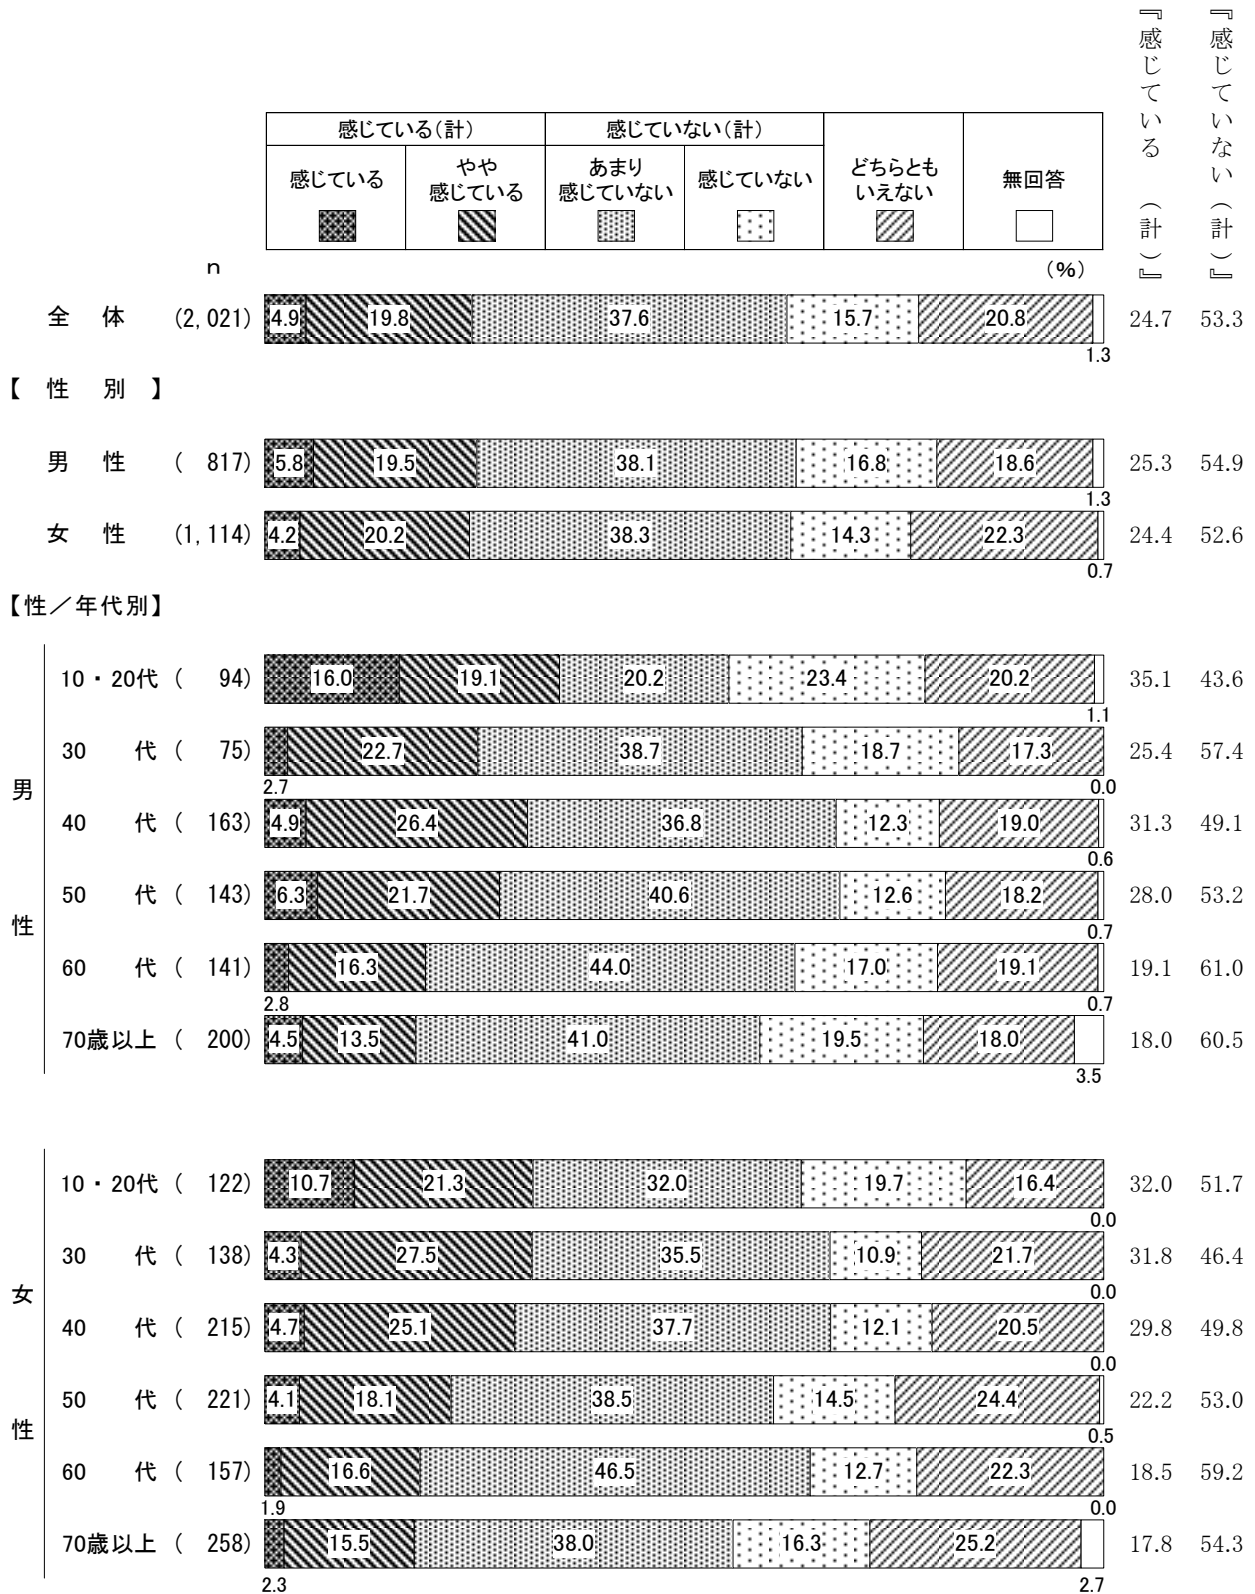 『感じている（計）』
『感じていない（計）』
感じている（計） 感じていない（計）
感じている やや感じている あまり感じていない 感じていない どちらともいえない 無回答
n （％）
全体 (2,021) 4.9 19.8 37.6 15.7 20.8 1.3 24.7 53.3
【性別】
男性 (817) 5.8 19.5 38.1 16.8 18.6 1.3 25.3 54.9
女性 (1,114) 4.2 20.2 38.3 14.3 22.3 0.7 24.4 52.6
【性／年代別】
男性
10・20代 (94) 16.0 19.1 20.2 23.4 20.2 1.1 35.1 43.6
30代 (75) 2.7 22.7 38.7 18.7 17.3 0.0 25.4 57.4
40代 (163) 4.9 26.4 36.8 12.3 19.0 0.6 31.3 49.1
50代 (143) 6.3 21.7 40.6 12.6 18.2 0.7 28.0 53.2
60代 (141) 2.8 16.3 44.0 17.0 19.1 0.7 19.1 61.0
70歳以上 (200) 4.5 13.5 41.0 19.5 18.0 3.5 18.0 60.5
女性
10・20代 (122) 10.7 21.3 32.0 19.7 16.4 0.0 32.0 51.7
30代 (138) 4.3 27.5 35.5 10.9 21.7 0.0 31.8 46.4
40代 (215) 4.7 25.1 37.7 12.1 20.5 0.0 29.8 49.8
50代 (221) 4.1 18.1 38.5 14.5 24.4 0.5 22.2 53.0
60代 (157) 1.9 16.6 46.5 12.7 22.3 0.0 18.5 59.2
70歳以上 (258) 2.3 15.5 38.0 16.3 25.2 2.7 17.8 54.3